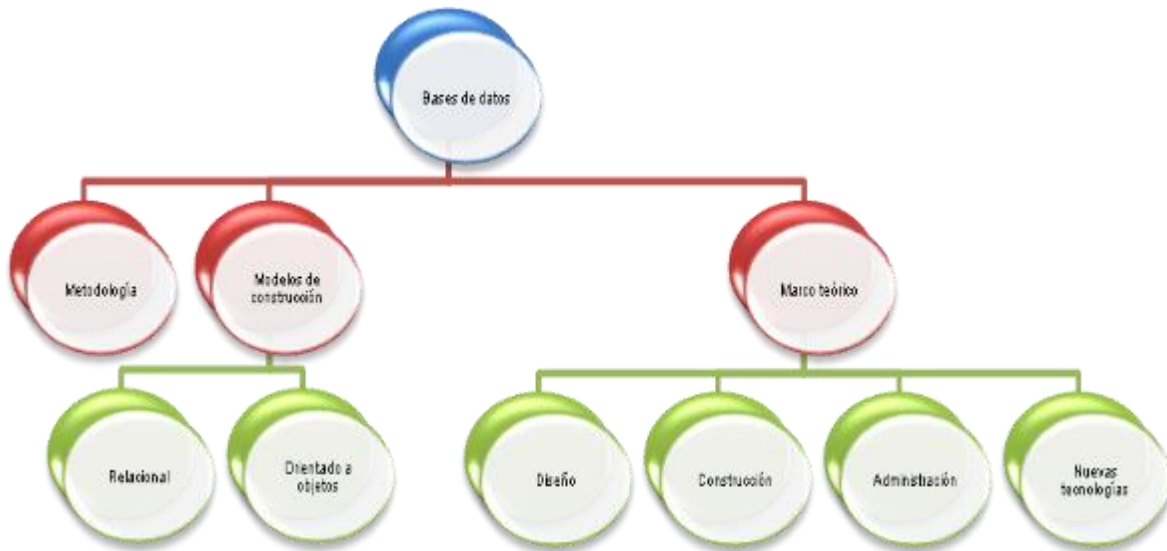 Bases de datos
Metodología
Modelos de
construcción
Marco teórico
Relacional
Orientado a
objetos
Diseño
Construcción
Administración
Nuevas
tecnologías